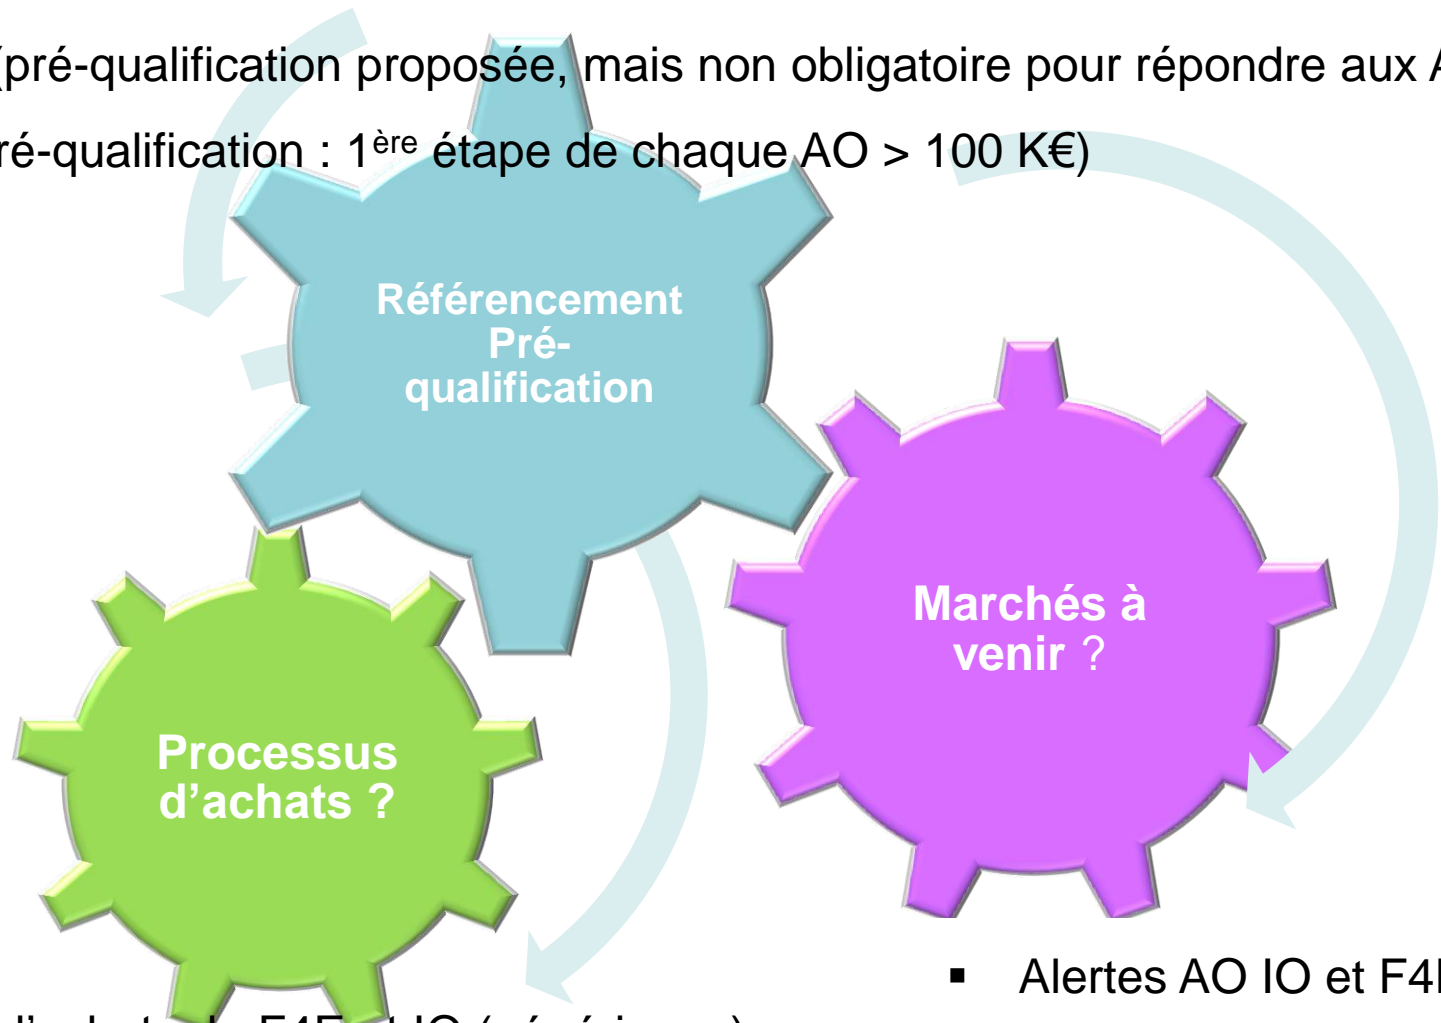 (pré-qualification proposée, mais non obligatoire pour répondre aux
ré-qualification : 1ère étape de chaque AO > 100 K€)
Référencement
Pré-
qualification
Marchés à
venir ?
Processus
d’achats ?
▪ Alertes AO IO et